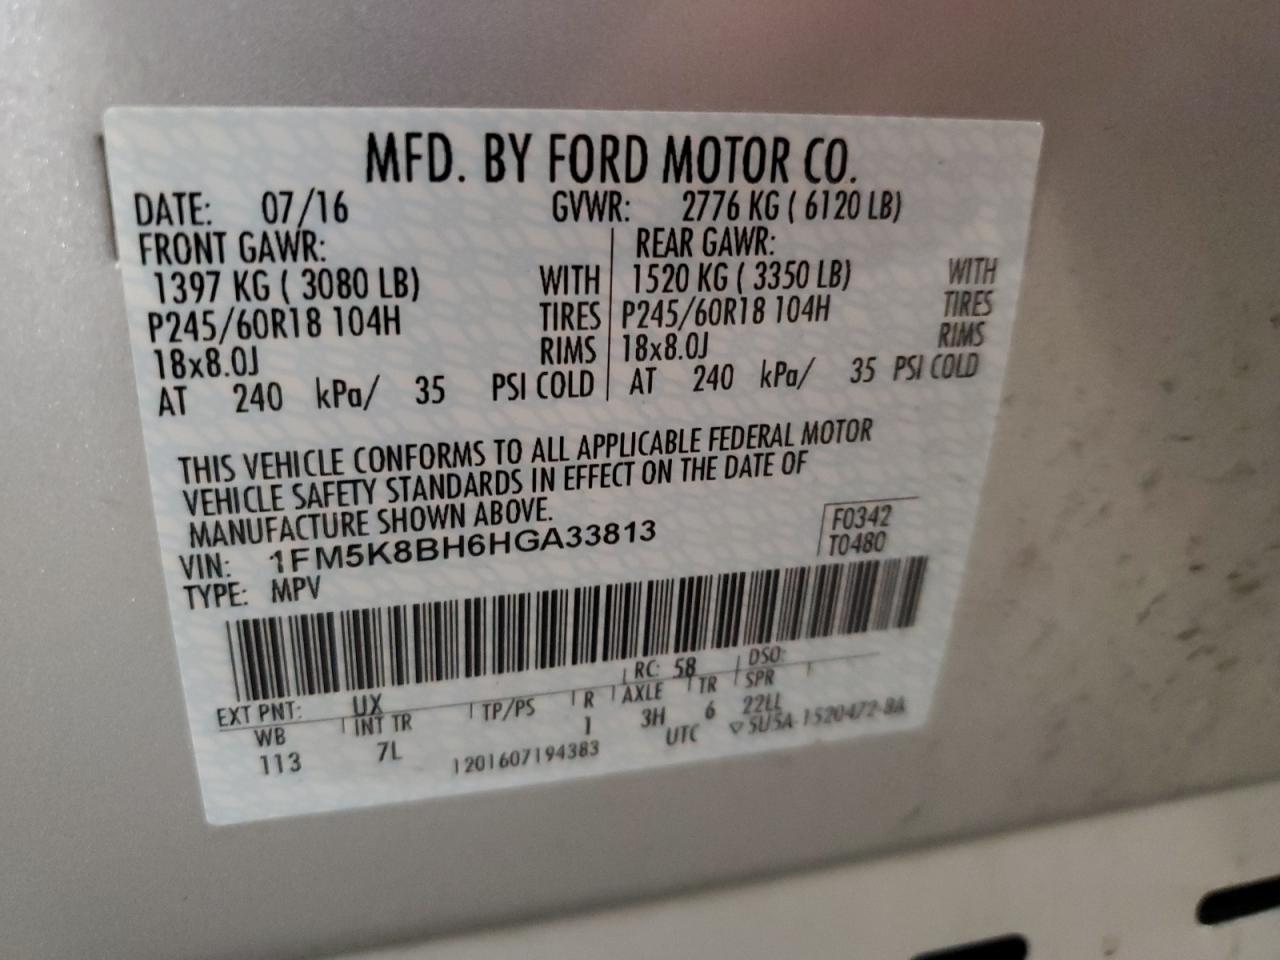 MFD. BY FORD MOTOR CO.
DATE: 07/16 GVWR: 2776 KG ( 6120 LB)
FRONT GAWR: REAR GAWR:
1397 KG ( 3080 LB) WITH 1520 KG ( 3350 LB) WITH
P245/60R18 104H TIRES P245/60R18 104H TIRES
18x8.0J RIMS 18x8.0J RIMS
AT 240 kPa/ 35 PSI COLD AT 240 kPa/ 35 PSI COLD
THIS VEHICLE CONFORMS TO ALL APPLICABLE FEDERAL MOTOR
VEHICLE SAFETY STANDARDS IN EFFECT ON THE DATE OF
MANUFACTURE SHOWN ABOVE.
VIN: 1FM5K8BH6HGA33813 F0342
TYPE: MPV T0480
EXT PNT: UX RC: 58 DSO:
WB INT TR TP/PS R AXLE TR SPR
113 7L 1 3H 6 22LL
1201607194383 UTC ▽ 5U5A-1520472-BA